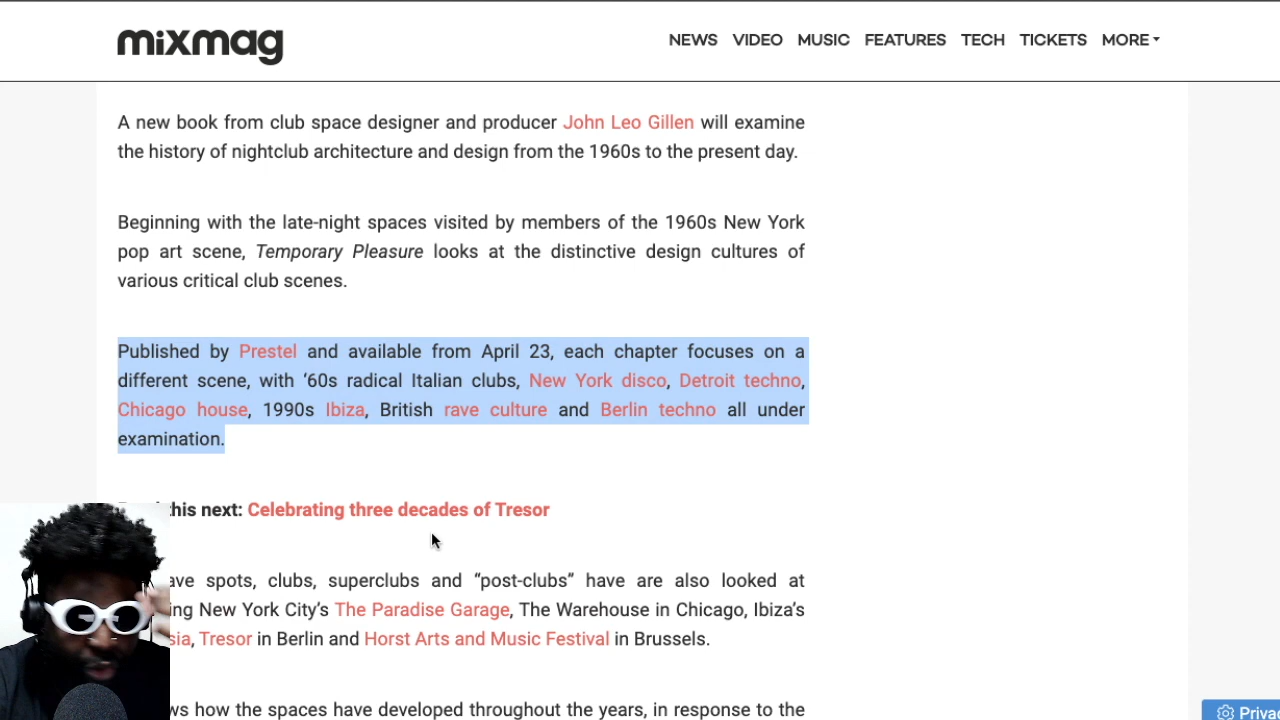 mixmag
NEWS VIDEO MUSIC FEATURES TECH TICKETS MORE
A new book from club space designer and producer John Leo Gillen will examine
the history of nightclub architecture and design from the 1960s to the present day.
Beginning with the late-night spaces visited by members of the 1960s New York
pop art scene, Temporary Pleasure looks at the distinctive design cultures of
various critical club scenes.
Published by Prestel and available from April 23, each chapter focuses on a
different scene, with ‘60s radical Italian clubs, New York disco, Detroit techno,
Chicago house, 1990s Ibiza, British rave culture and Berlin techno all under
examination.
this next: Celebrating three decades of Tresor
spots, clubs, superclubs and “post-clubs” have are also looked at
New York City’s The Paradise Garage, The Warehouse in Chicago, Ibiza’s
Tresor in Berlin and Horst Arts and Music Festival in Brussels.
how the spaces have developed throughout the years, in response to the